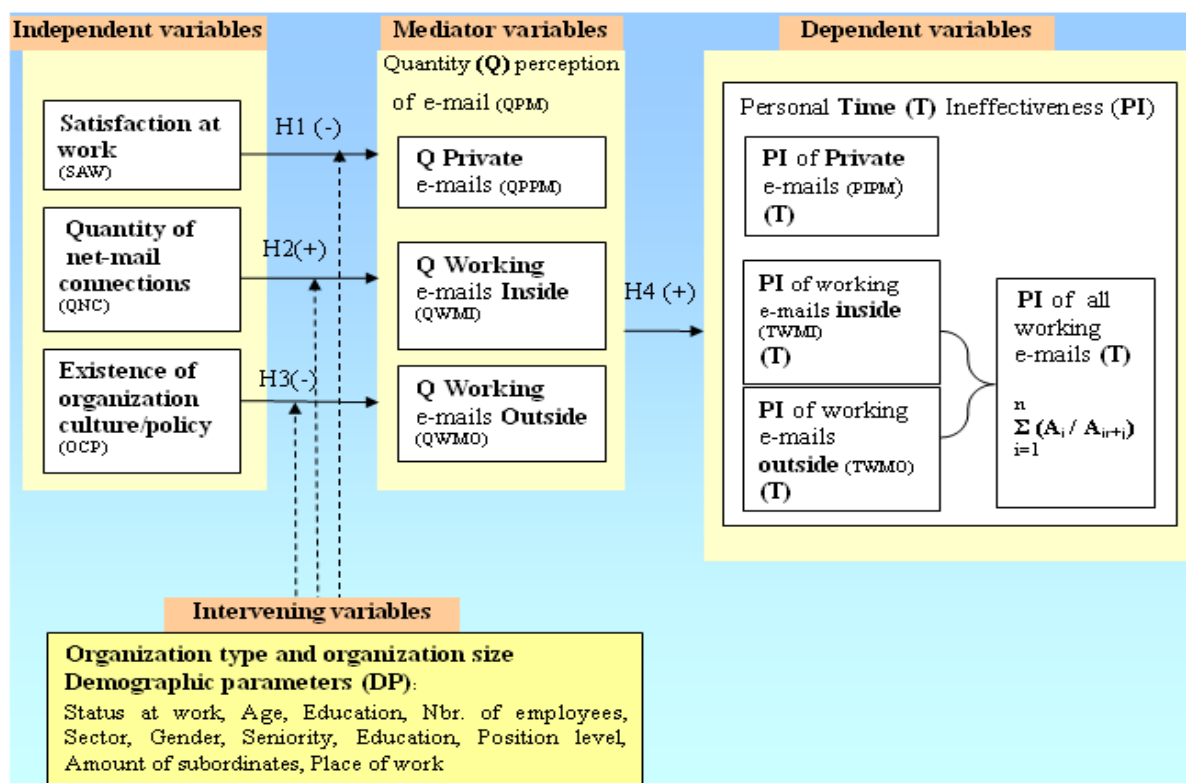 Independent variables
Satisfaction at
work
(SAW)
Quantity of
net-mail
connections
(QNC)
Existence of
organization
culture/policy
(OCP)
H1 (-)
H2(+)
H3(-)
Mediator variables
Quantity (Q) perception
of e-mail (QPM)
Q Private
e-mails (QPPM)
Q Working
e-mails Inside
(QWMI)
Q Working
e-mails Outside
(QWMO)
H4 (+)
Dependent variables
Personal Time (T) Ineffectiveness (PI)
PI of Private
e-mails (PIPM)
(T)
PI of working
e-mails inside
(TWMI)
(T)
PI of working
e-mails
outside (TWMO)
(T)
PI of all
working
e-mails (T)
n
Σ (Ai / Air+j)
i=1
Intervening variables
Organization type and organization size
Demographic parameters (DP):
Status at work, Age, Education, Nbr. of employees,
Sector, Gender, Seniority, Education, Position level,
Amount of subordinates, Place of work